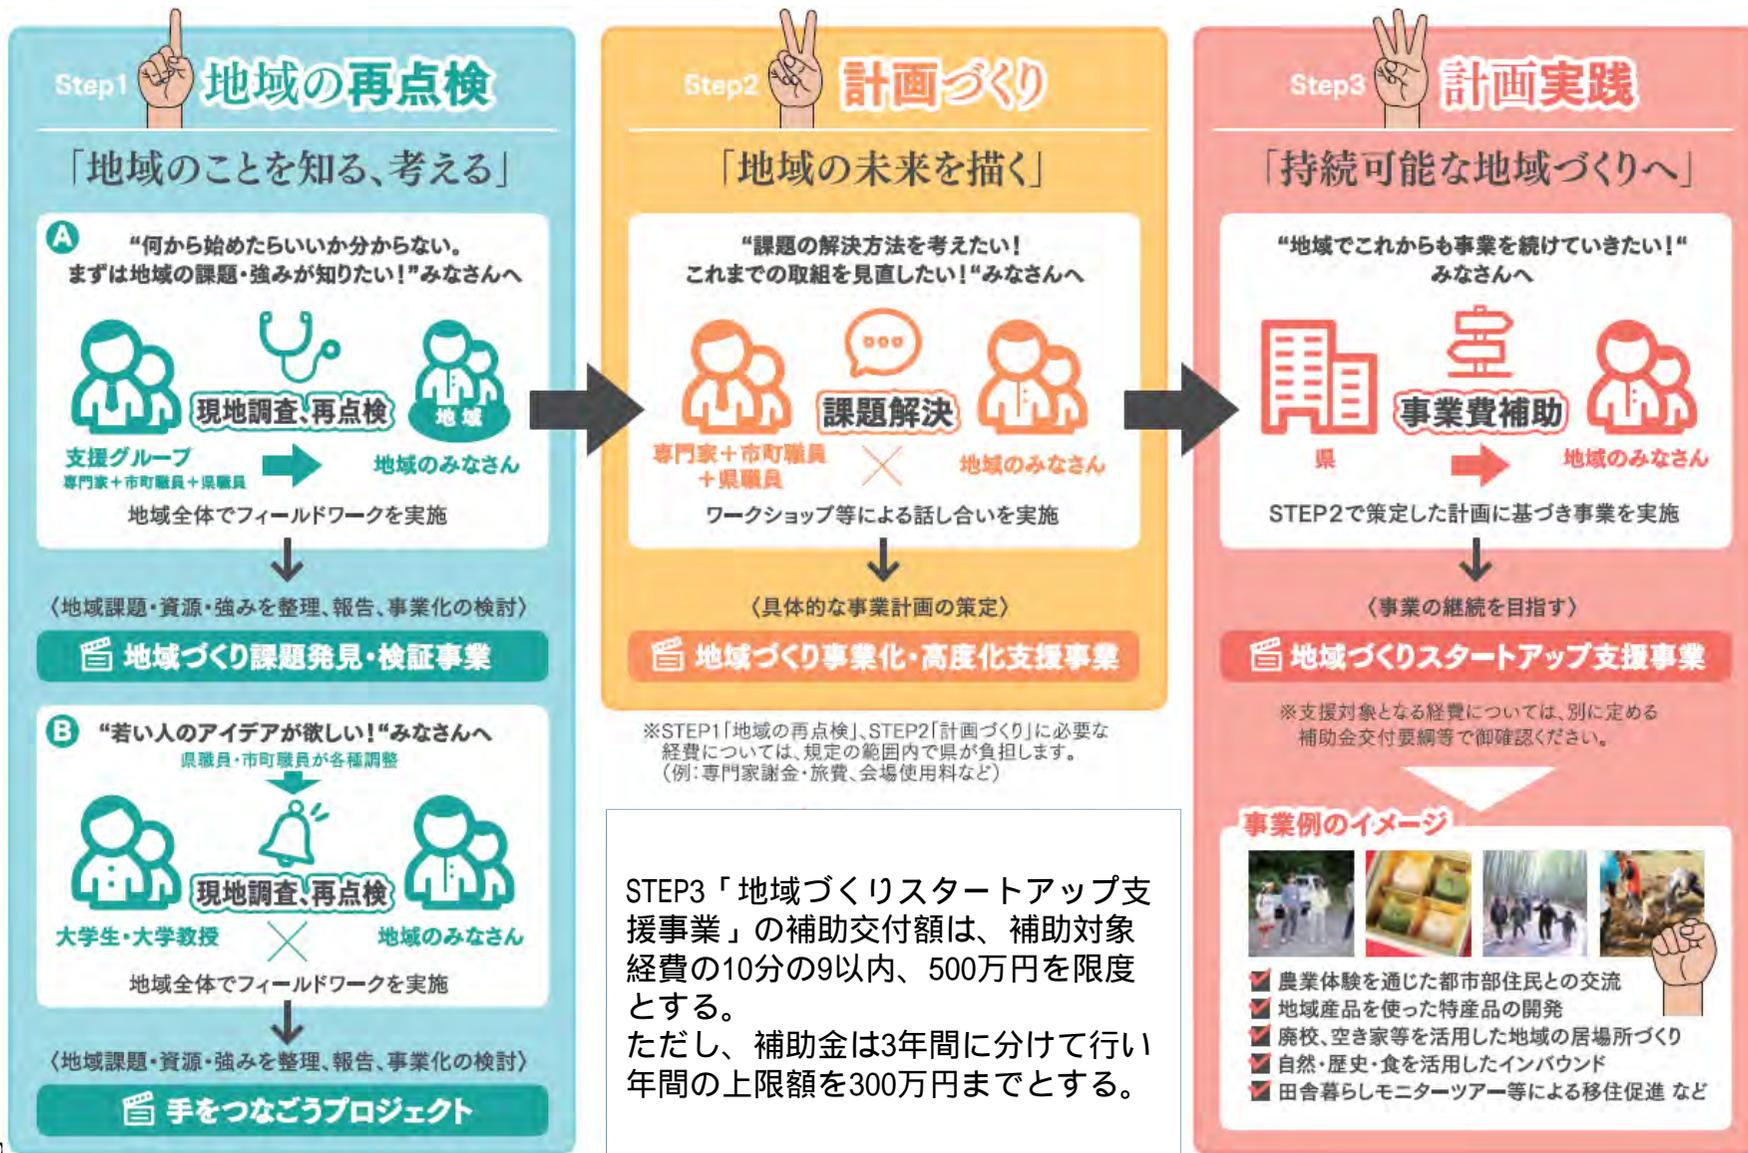 Step1 地域の再点検
「地域のことを知る、考える」
A
“何から始めたらいいか分からない。
まずは地域の課題・強みが知りたい！”みなさんへ
現地調査、再点検
地域
支援グループ
専門家＋市町職員＋県職員
地域のみなさん
地域全体でフィールドワークを実施
〈地域課題・資源・強みを整理、報告、事業化の検討〉
地域づくり課題発見・検証事業
B
“若い人のアイデアが欲しい！“みなさんへ
県職員・市町職員が各種調整
現地調査、再点検
大学生・大学教授
地域のみなさん
地域全体でフィールドワークを実施
〈地域課題・資源・強みを整理、報告、事業化の検討〉
手をつなごうプロジェクト
Step2 計画づくり
「地域の未来を描く」
“課題の解決方法を考えたい！
これまでの取組を見直したい！“みなさんへ
課題解決
専門家＋市町職員
＋県職員
地域のみなさん
ワークショップ等による話し合いを実施
〈具体的な事業計画の策定〉
地域づくり事業化・高度化支援事業
※STEP1「地域の再点検」、STEP2「計画づくり」に必要な
経費については、規定の範囲内で県が負担します。
（例：専門家謝金・旅費、会場使用料など）
STEP3「地域づくりスタートアップ支
援事業」の補助交付額は、補助対象
経費の10分の9以内、500万円を限度
とする。
ただし、補助金は3年間に分けて行い
年間の上限額を300万円までとする。
Step3 計画実践
「持続可能な地域づくりへ」
“地域でこれからも事業を続けていきたい！“
みなさんへ
事業費補助
県
地域のみなさん
STEP2で策定した計画に基づき事業を実施
〈事業の継続を目指す〉
地域づくりスタートアップ支援事業
※支援対象となる経費については、別に定める
補助金交付要綱等で御確認ください。
事業例のイメージ
農業体験を通じた都市部住民との交流
地域産品を使った特産品の開発
廃校、空き家等を活用した地域の居場所づくり
自然・歴史・食を活用したインバウンド
田舎暮らしモニターツアー等による移住促進 など